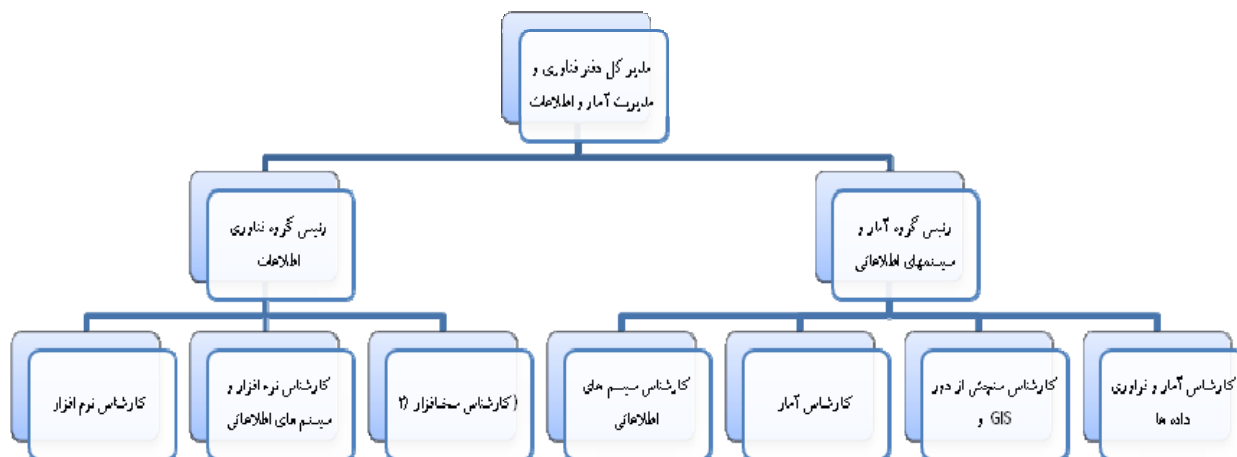 مدیر کل دفتر فناوری و
مدیریت آمار و اطلاعات
رئیس گروه آمار و
سیستمهای اطلاعاتی
رئیس گروه فناوری
اطلاعات
کارشناس آمار و فراوری
داده ها
کارشناس سنجش از دور
و GIS
کارشناس آمار
کارشناس سیستم های
اطلاعاتی
کارشناس سخافزار (۲)
کارشناس نرم افزار و
سیستم های اطلاعاتی
کارشناس نرم افزار